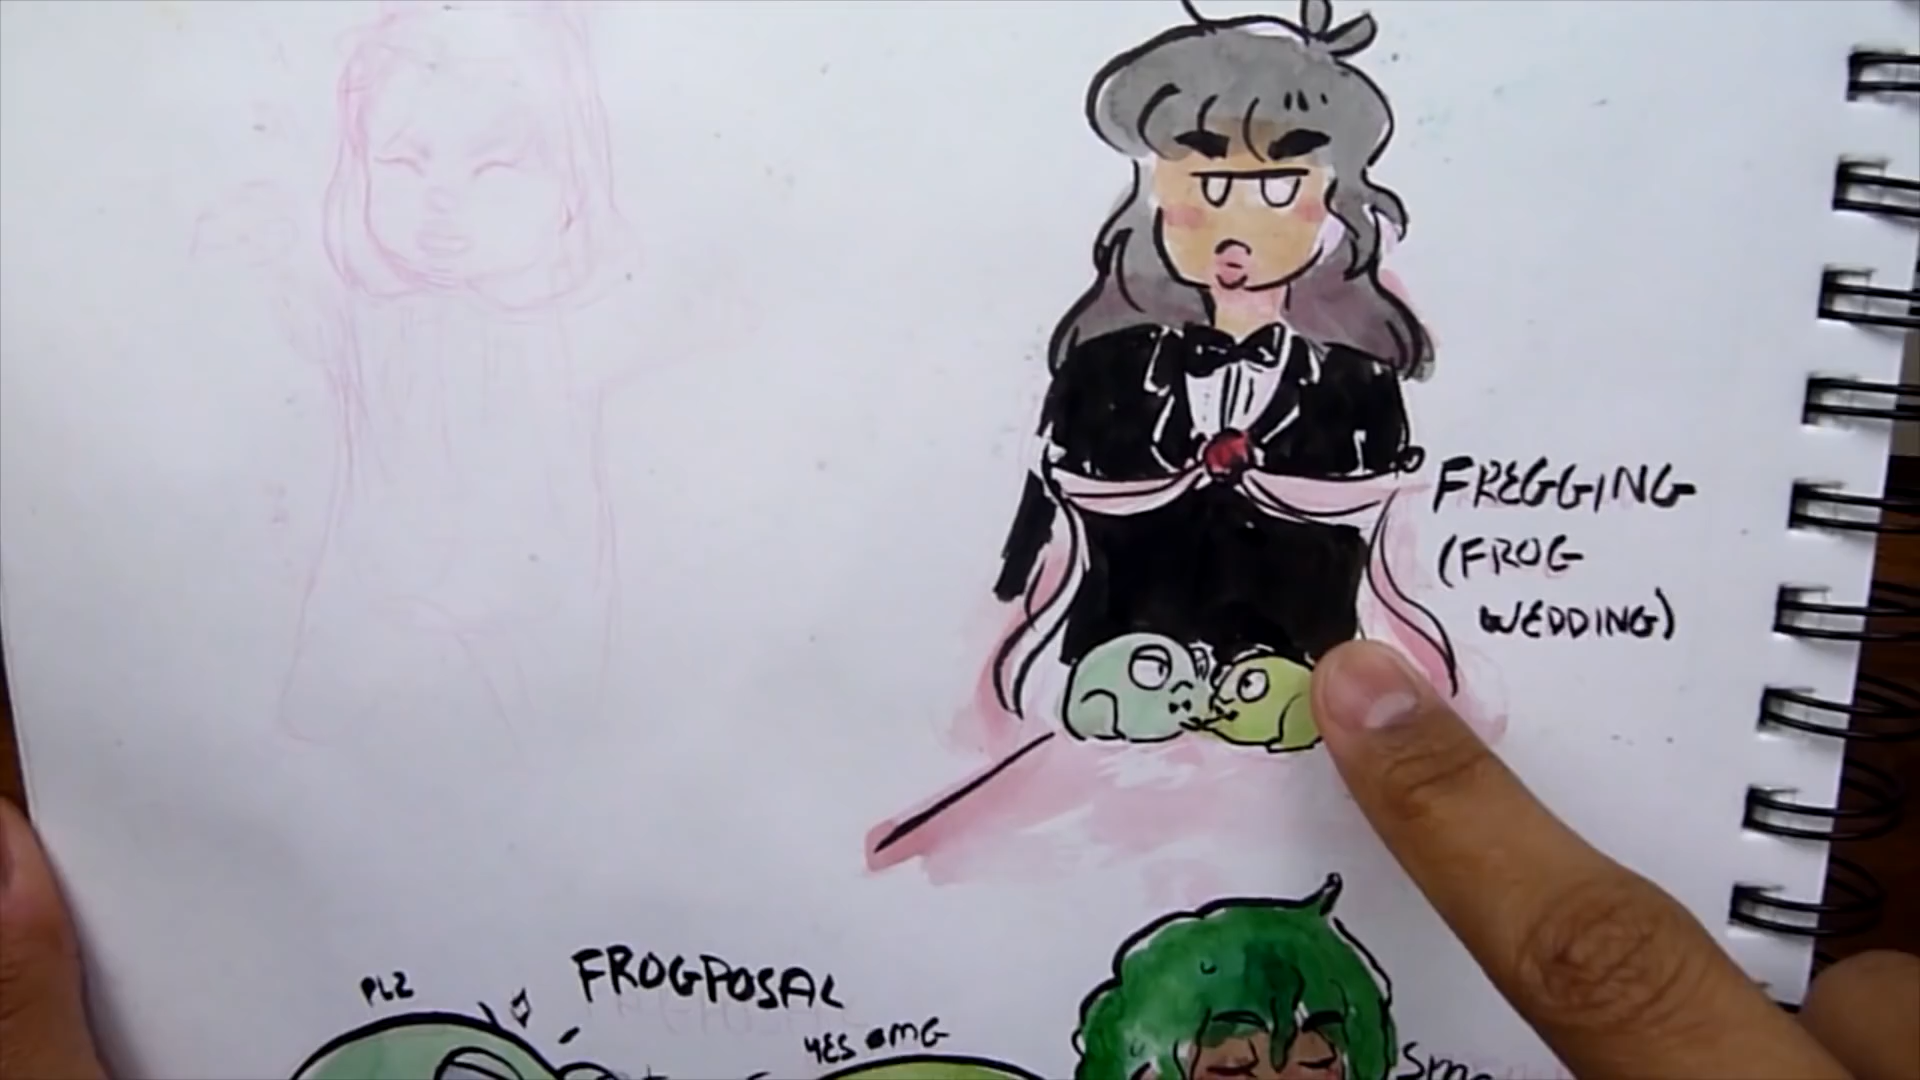 FREGGING
(FROG
WEDDING)
FROGPOSAL
PLZ
YES OMG